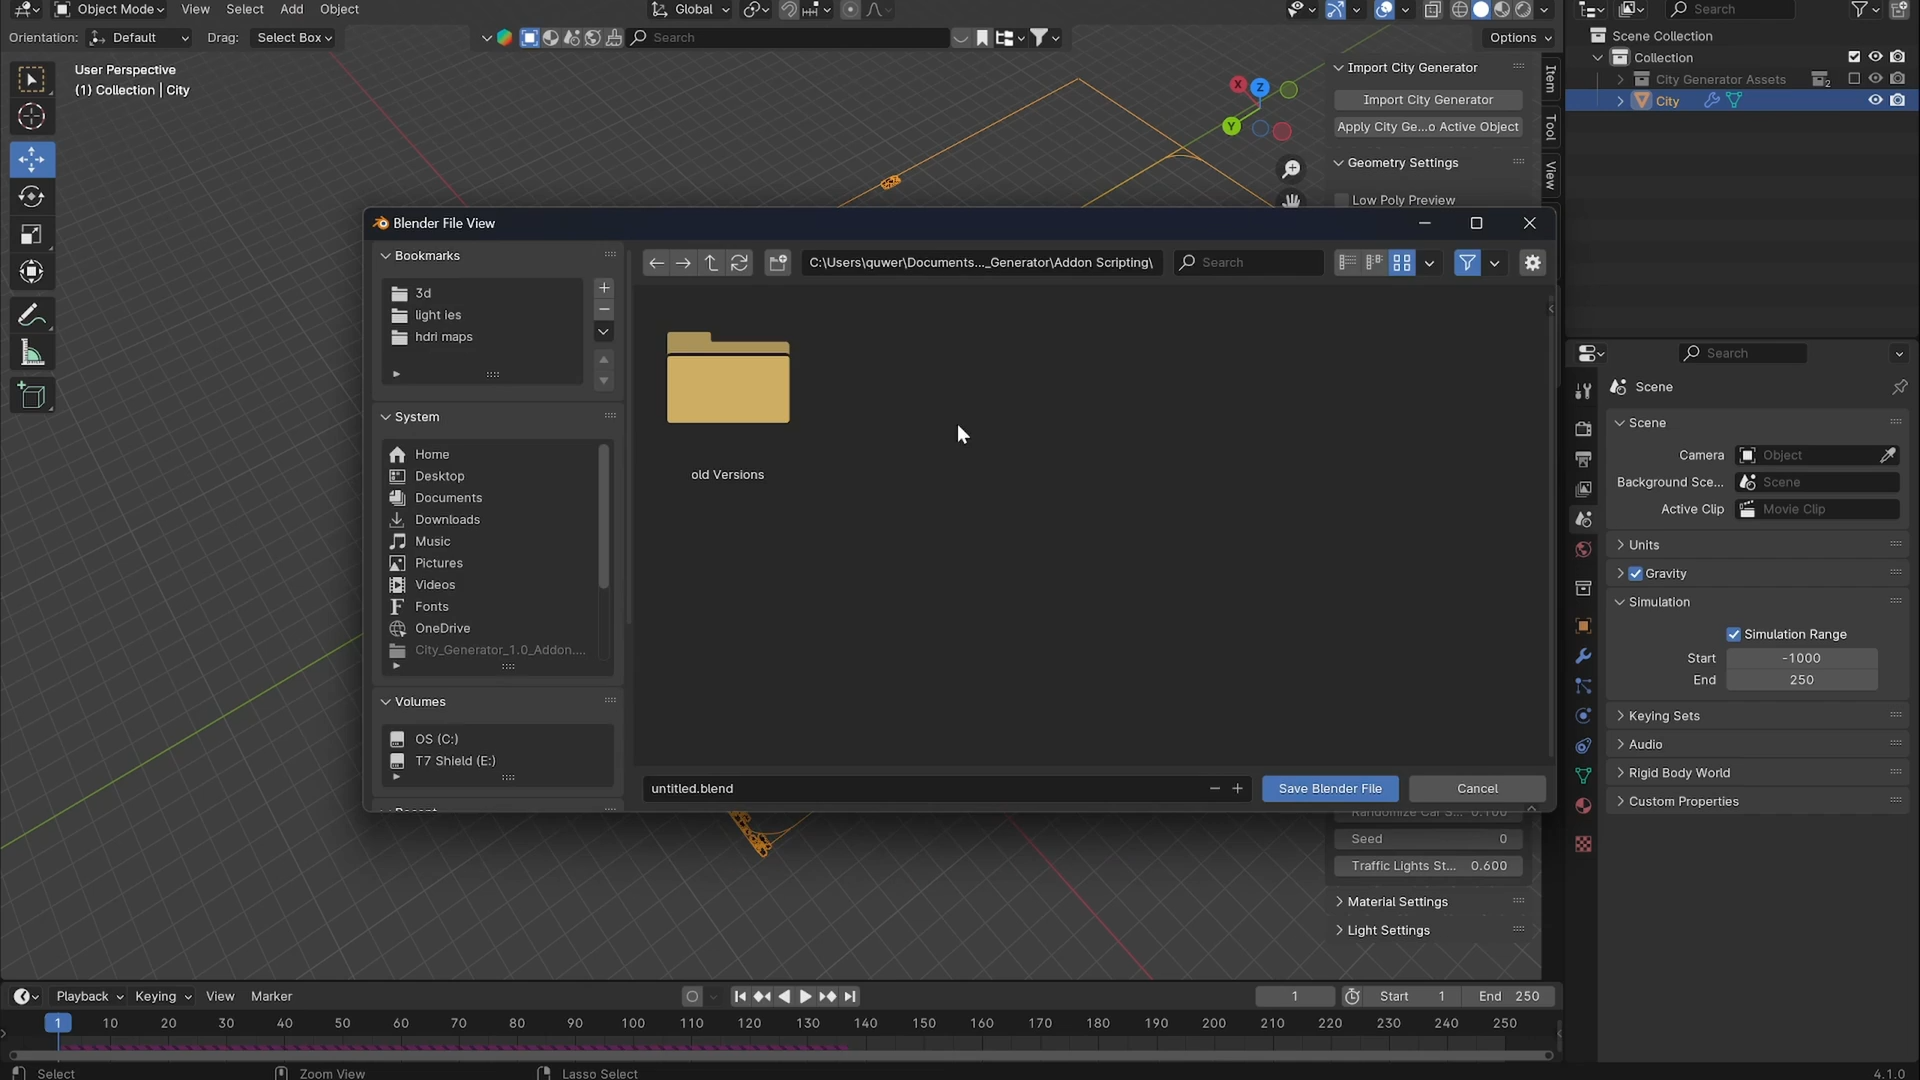 Object Mode View Select Add Object Global Search
Orientation: Default Drag: Select Box Search Options
User Perspective
(1) Collection | City
X
Z
Y
Import City Generator
Import City Generator
Apply City Ge...o Active Object
Geometry Settings
Low Poly Preview
Item
Tool
View
Scene Collection
Collection
City Generator Assets 2
City
Blender File View
Bookmarks
3d
light ies
hdri maps
System
Home
Desktop
Documents
Downloads
Music
Pictures
Videos
Fonts
OneDrive
City_Generator_1.0_Addon....
Volumes
OS (C:)
T7 Shield (E:)
C:\Users\quwer\Documents..._Generator\Addon Scripting\ Search
old Versions
untitled.blend Save Blender File Cancel
Seed 0
Traffic Lights St... 0.600
Material Settings
Light Settings
Search
Scene
Scene
Camera Object
Background Sce... Scene
Active Clip Movie Clip
Units
Gravity
Simulation
Simulation Range
Start -1000
End 250
Keying Sets
Audio
Rigid Body World
Custom Properties
Playback Keying View Marker 1 Start 1 End 250
1 10 20 30 40 50 60 70 80 90 100 110 120 130 140 150 160 170 180 190 200 210 220 230 240 250
Select Zoom View Lasso Select 4.1.0